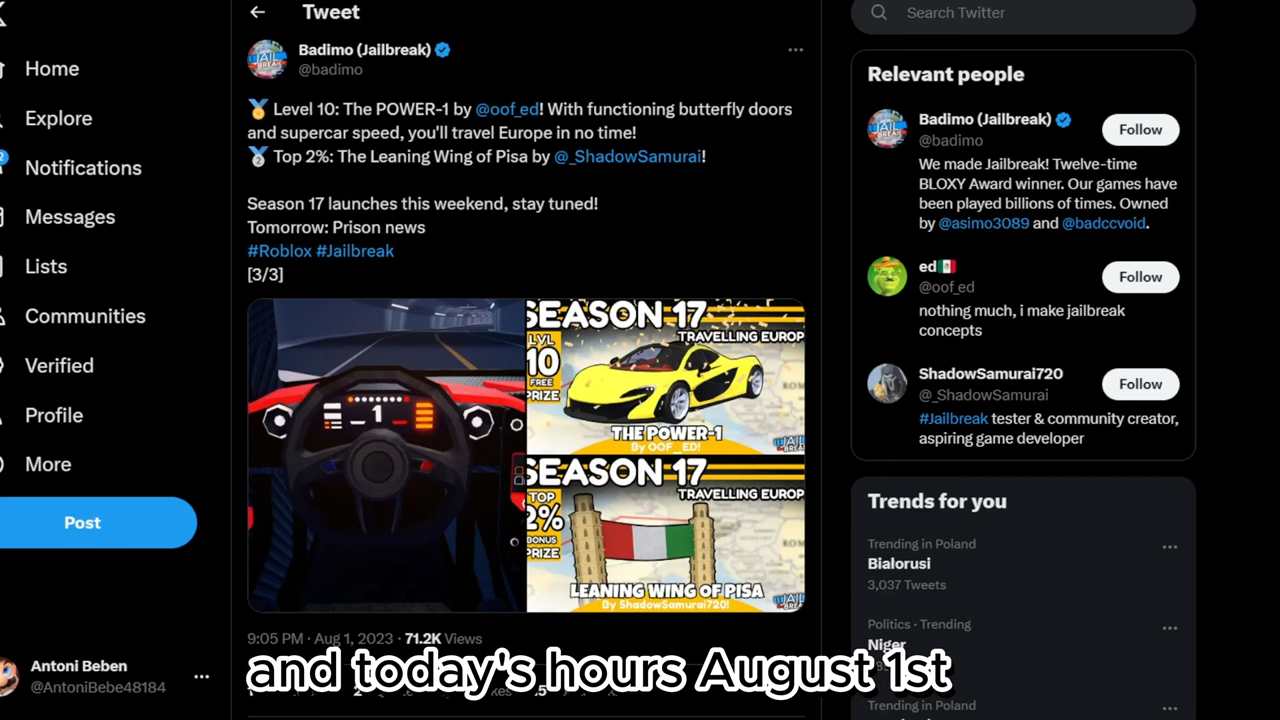 Tweet
Search Twitter
Home
Explore
Notifications
Messages
Lists
Communities
Verified
Profile
More
Post
Antoni Beben
@AntoniBebe48184
Badimo (Jailbreak)
@badimo
🥇 Level 10: The POWER-1 by @oof_ed! With functioning butterfly doors
and supercar speed, you'll travel Europe in no time!
🥈 Top 2%: The Leaning Wing of Pisa by @_ShadowSamurai!
Season 17 launches this weekend, stay tuned!
Tomorrow: Prison news
#Roblox #Jailbreak
[3/3]
1
SEASON 17
TRAVELLING EUROP
LVL
10
FREE
PRIZE
THE POWER-1
By OOF_ED!
SEASON 17
TRAVELLING EUROP
TOP
2%
BONUS
PRIZE
LEANING WING OF PISA
By ShadowSamurai720!
9:05 PM · Aug 1, 2023 · 71.2K Views
and today's hours August 1st
Relevant people
Badimo (Jailbreak)
@badimo
Follow
We made Jailbreak! Twelve-time
BLOXY Award winner. Our games have
been played billions of times. Owned
by @asimo3089 and @badccvoid.
ed🇲🇽
@oof_ed
Follow
nothing much, i make jailbreak
concepts
ShadowSamurai720
@_ShadowSamurai
Follow
#Jailbreak tester & community creator,
aspiring game developer
Trends for you
Trending in Poland
Bialorusi
3,037 Tweets
Politics · Trending
Niger
Trending in Poland